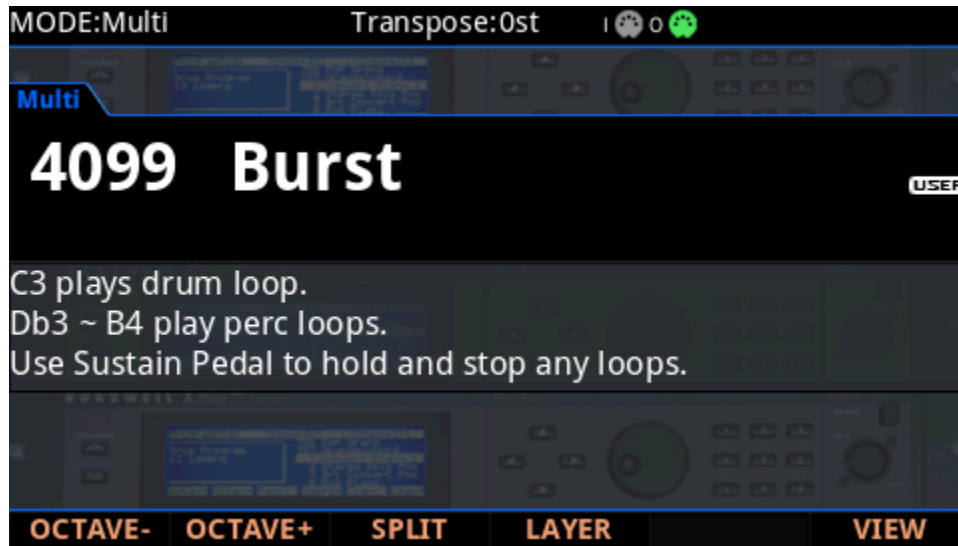 MODE:Multi Transpose:0st I O
Multi
4099 Burst
USER
C3 plays drum loop.
Db3 ~ B4 play perc loops.
Use Sustain Pedal to hold and stop any loops.
OCTAVE- OCTAVE+ SPLIT LAYER VIEW